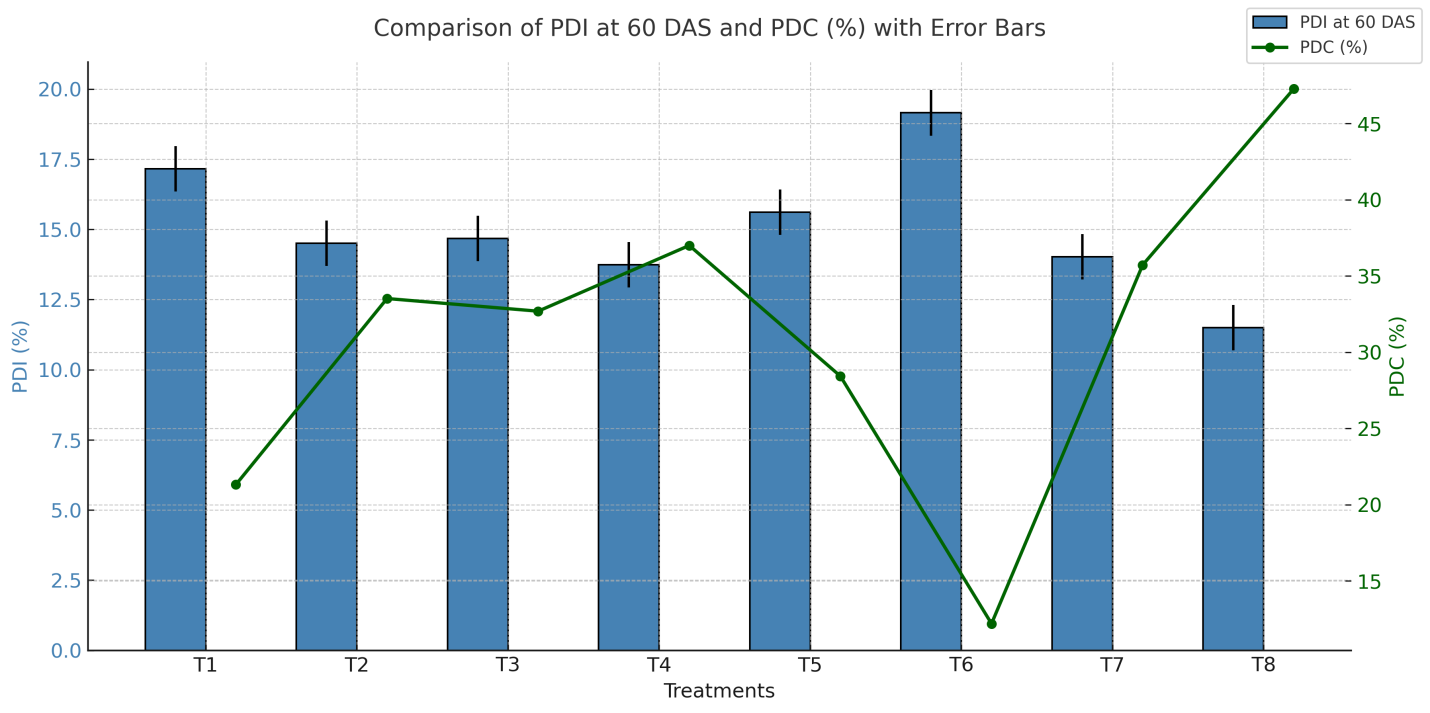 Comparison of PDI at 60 DAS and PDC (%) with Error Bars
PDI at 60 DAS
PDC (%)
20.0
17.5
15.0
12.5
10.0
7.5
5.0
2.5
0.0
PDI (%)
45
40
35
30
25
20
15
PDC (%)
T1 T2 T3 T4 T5 T6 T7 T8
Treatments